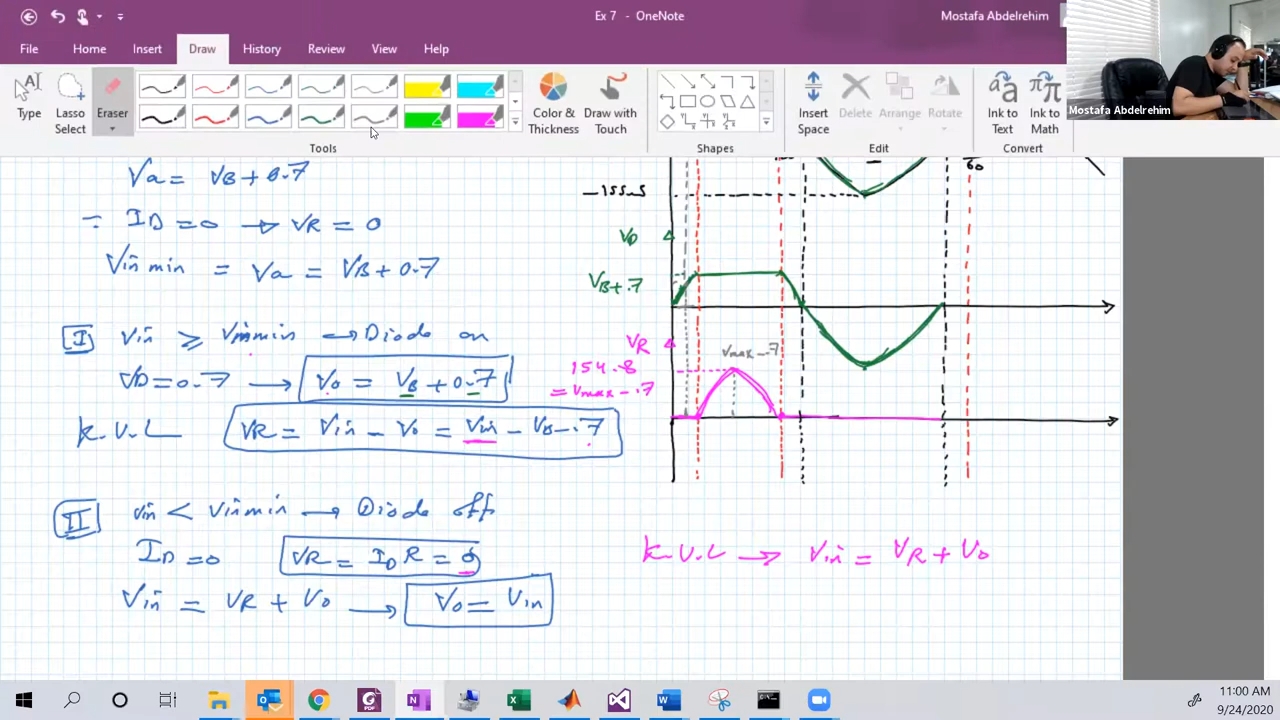 Ex 7 - OneNote
Mostafa Abdelrehim
File Home Insert Draw History Review View Help
Type
Lasso Select
Eraser
Color & Thickness
Draw with Touch
Insert Space
Delete
Arrange
Rotate
Ink to Text
Ink to Math
Tools
Shapes
Edit
Convert
Mostafa Abdelrehim
Va = VB + 0.7
∵ ID = 0 → VR = 0
Vin min = Va = VB + 0.7
I Vin ≥ Vinmin → Diode on
VD = 0.7 → Vo = VB + 0.7
K.V.L VR = Vin - Vo = Vin - VB - .7
II Vin < Vinmin → Diode off
ID = 0 VR = ID R = 0
Vin = VR + Vo → Vo = Vin
-155.5
60
VB + .7
VR
Vmax - .7
154.8
= Vmax - .7
K.V.L → Vin = VR + Vo
11:00 AM
9/24/2020